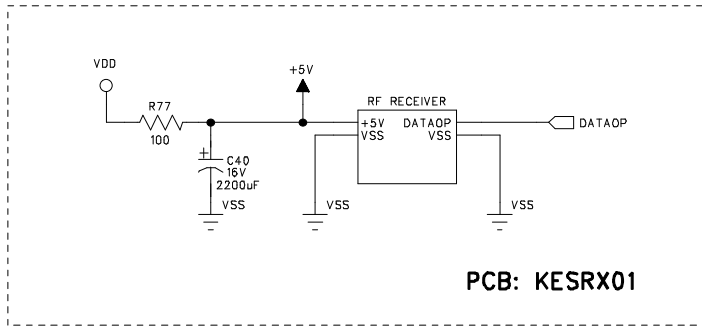 VDD
+5V
R77
100
RF RECEIVER
+5V
DATAOP
VSS
VSS
DATAOP
+
C40
16V
2200uF
VSS
VSS
VSS
PCB: KESRX01